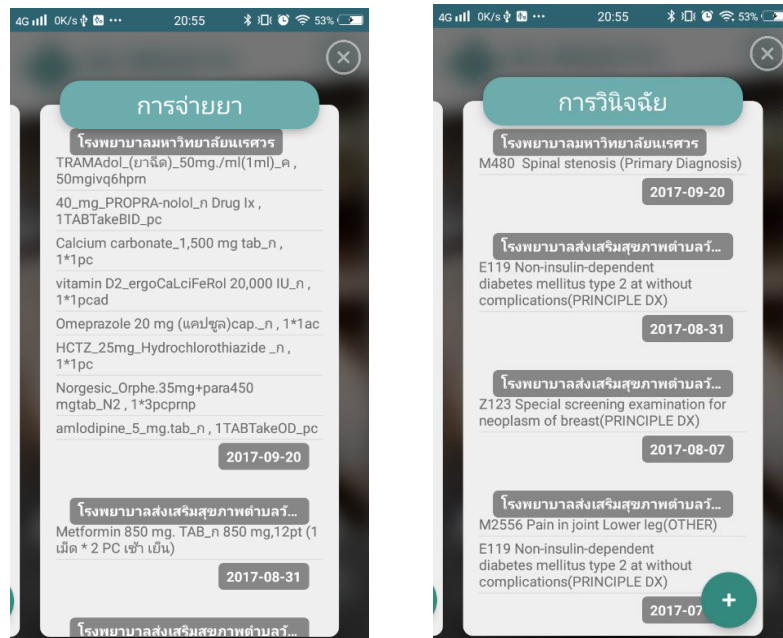 4G 0K/s ... 20:55 53%
การจ่ายยา
โรงพยาบาลมหาวิทยาลัยนเรศวร
TRAMAdol_(ยาฉีด)_50mg./ml(1ml)_ค ,
50mgivq6hprn
40_mg_PROPRA-nolol_ก Drug Ix ,
1TABTakeBID_pc
Calcium carbonate_1,500 mg tab_ก ,
1*1pc
vitamin D2_ergoCaLciFeRol 20,000 IU_ก ,
1*1pcad
Omeprazole 20 mg (แคปซูล)cap._ก , 1*1ac
HCTZ_25mg_Hydrochlorothiazide _ก ,
1*1pc
Norgesic_Orphe.35mg+para450
mgtab_N2 , 1*3pcprnp
amlodipine_5_mg.tab_ก , 1TABTakeOD_pc
2017-09-20
โรงพยาบาลส่งเสริมสุขภาพตำบลวั...
Metformin 850 mg. TAB_ก 850 mg,12pt (1
เม็ด * 2 PC เช้า เย็น)
2017-08-31
โรงพยาบาลส่งเสริมสุขภาพตำบลวั...
4G 0K/s ... 20:55 53%
การวินิจฉัย
โรงพยาบาลมหาวิทยาลัยนเรศวร
M480 Spinal stenosis (Primary Diagnosis)
2017-09-20
โรงพยาบาลส่งเสริมสุขภาพตำบลวั...
E119 Non-insulin-dependent
diabetes mellitus type 2 at without
complications(PRINCIPLE DX)
2017-08-31
โรงพยาบาลส่งเสริมสุขภาพตำบลวั...
Z123 Special screening examination for
neoplasm of breast(PRINCIPLE DX)
2017-08-07
โรงพยาบาลส่งเสริมสุขภาพตำบลวั...
M2556 Pain in joint Lower leg(OTHER)
E119 Non-insulin-dependent
diabetes mellitus type 2 at without
complications(PRINCIPLE DX)
2017-07
+